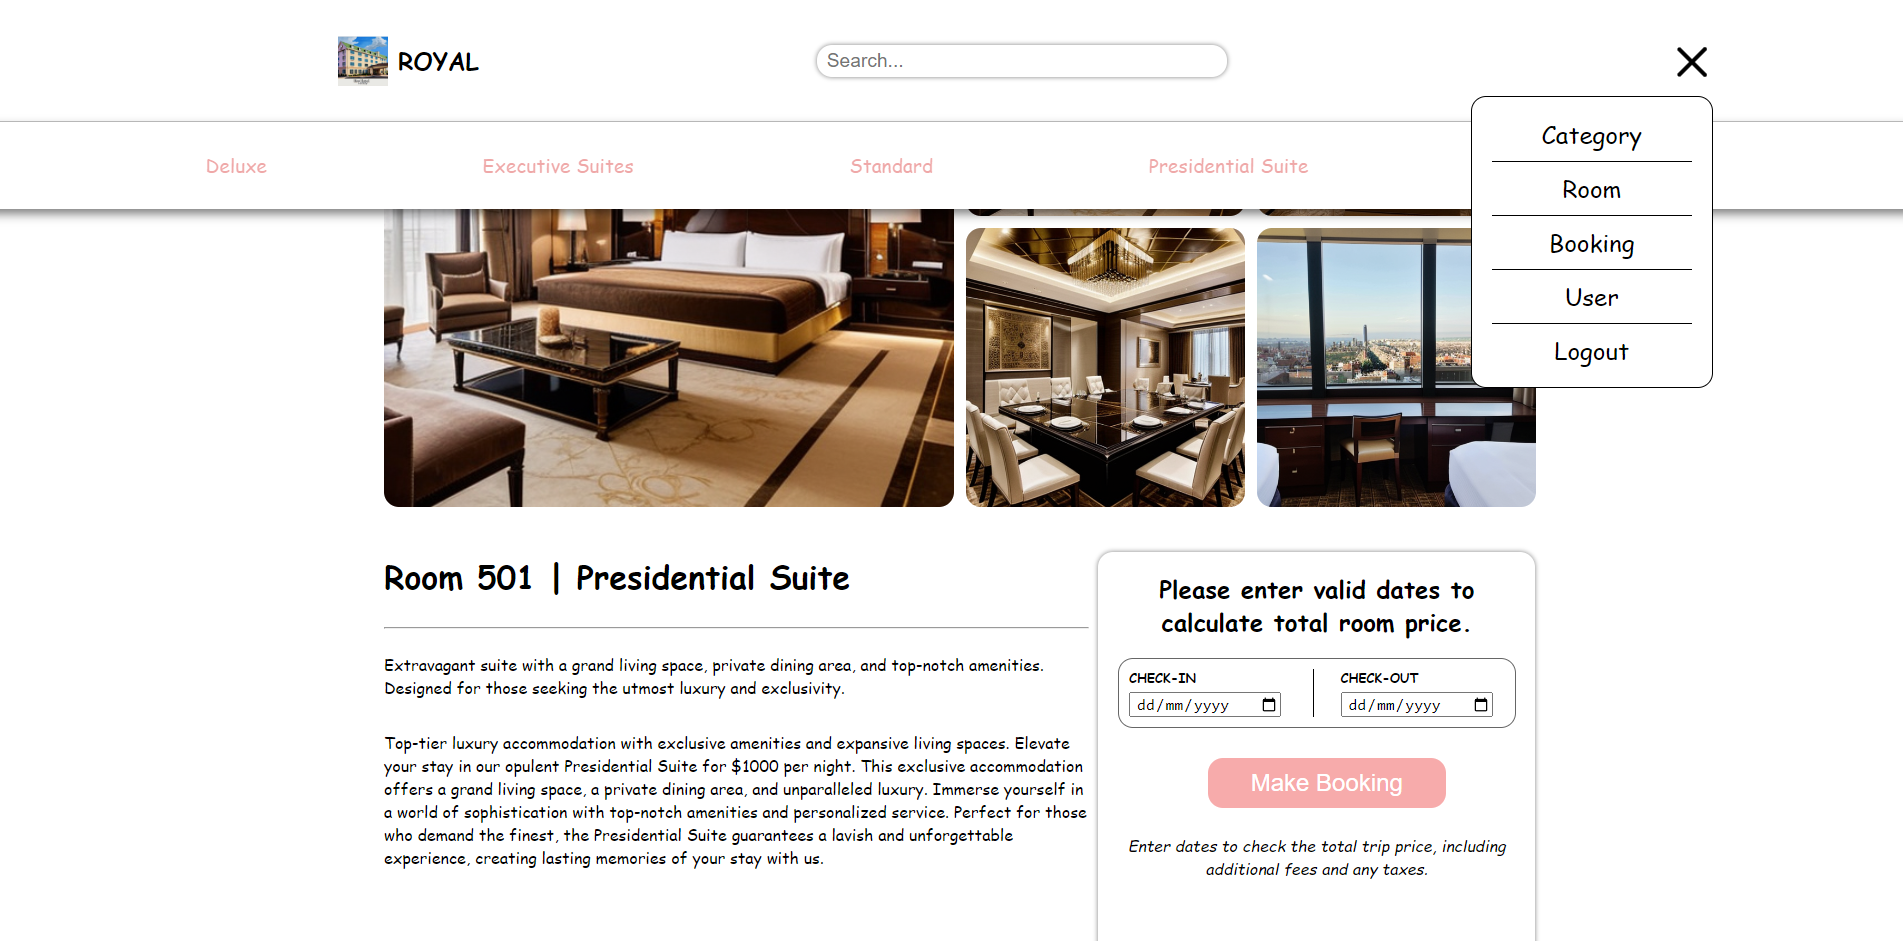 ROYAL
Search...
Category
Room
Booking
User
Logout
Deluxe
Executive Suites
Standard
Presidential Suite
Room 501 | Presidential Suite
Extravagant suite with a grand living space, private dining area, and top-notch amenities.
Designed for those seeking the utmost luxury and exclusivity.
Top-tier luxury accommodation with exclusive amenities and expansive living spaces. Elevate
your stay in our opulent Presidential Suite for $1000 per night. This exclusive accommodation
offers a grand living space, a private dining area, and unparalleled luxury. Immerse yourself in
a world of sophistication with top-notch amenities and personalized service. Perfect for those
who demand the finest, the Presidential Suite guarantees a lavish and unforgettable
experience, creating lasting memories of your stay with us.
Please enter valid dates to
calculate total room price.
CHECK-IN
dd/mm/yyyy
CHECK-OUT
dd/mm/yyyy
Make Booking
Enter dates to check the total trip price, including
additional fees and any taxes.